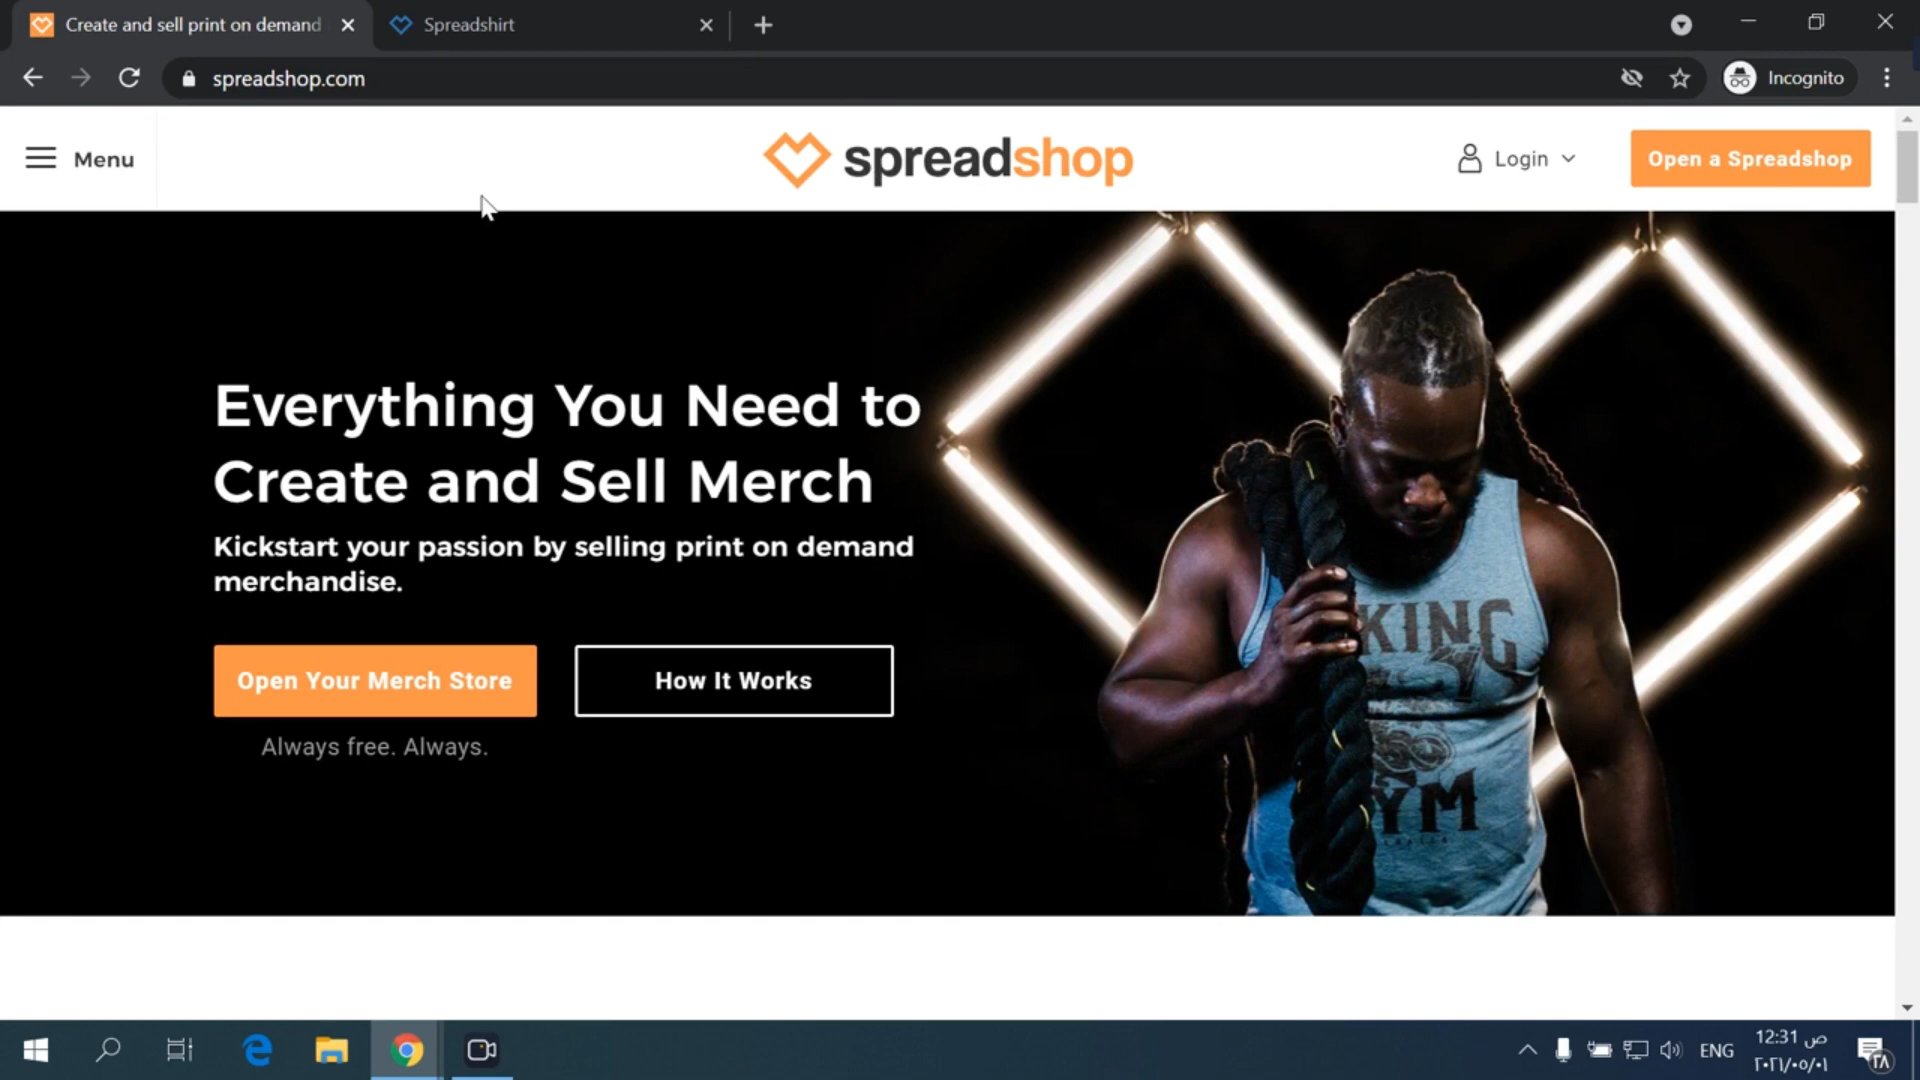 Create and sell print on demand
Spreadshirt
spreadshop.com
Incognito
Menu
spreadshop
Login
Open a Spreadshop
Everything You Need to
Create and Sell Merch
Kickstart your passion by selling print on demand
merchandise.
Open Your Merch Store
How It Works
Always free. Always.
KING
GYM
ENG
12:31 ص
٢٠٢١/٠٥/٠١
٢٨